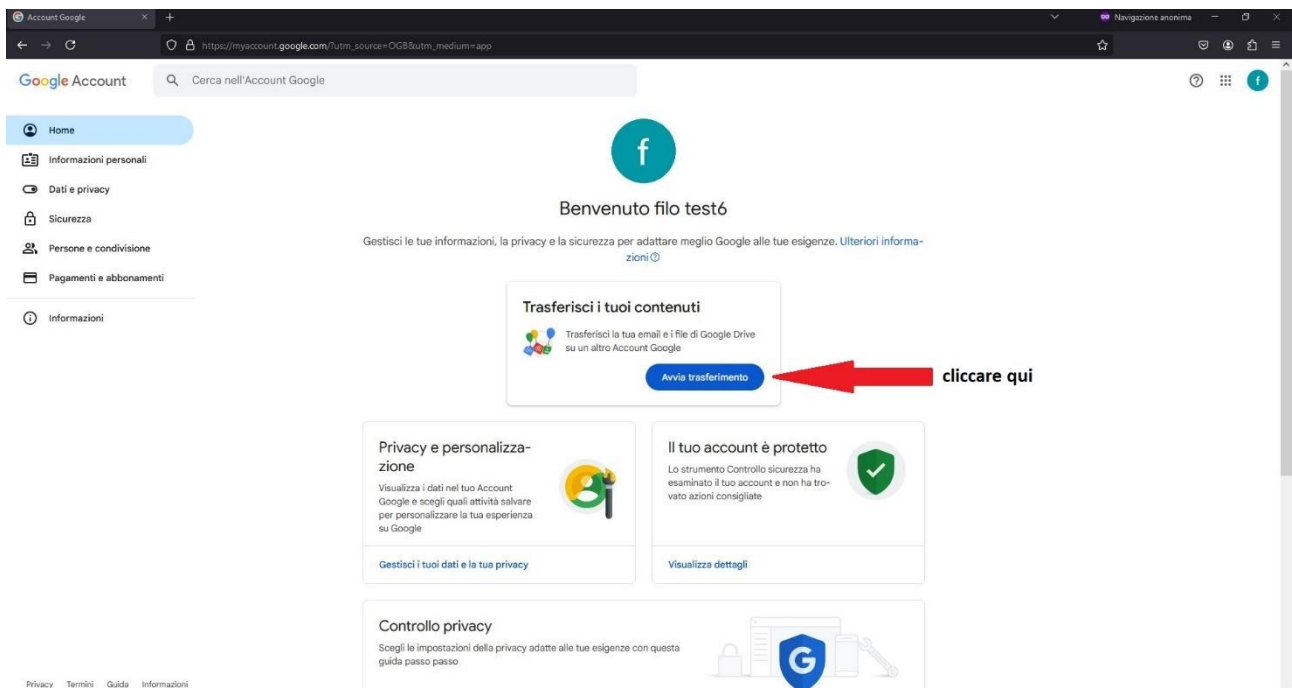 Account Google
Navigazione anonima
https://myaccount.google.com/?utm_source=OGB&utm_medium=app
Google Account
Cerca nell'Account Google
f
Home
Informazioni personali
Dati e privacy
Sicurezza
Persone e condivisione
Pagamenti e abbonamenti
Informazioni
f
Benvenuto filo test6
Gestisci le tue informazioni, la privacy e la sicurezza per adattare meglio Google alle tue esigenze. Ulteriori informa-
zioni
Trasferisci i tuoi contenuti
Trasferisci la tua email e i file di Google Drive
su un altro Account Google
Avvia trasferimento
cliccare qui
Privacy e personalizza-
zione
Visualizza i dati nel tuo Account
Google e scegli quali attività salvare
per personalizzare la tua esperienza
su Google
Gestisci i tuoi dati e la tua privacy
Il tuo account è protetto
Lo strumento Controllo sicurezza ha
esaminato il tuo account e non ha tro-
vato azioni consigliate
Visualizza dettagli
Controllo privacy
Scegli le impostazioni della privacy adatte alle tue esigenze con questa
guida passo passo
G
Privacy Termini Guida Informazioni